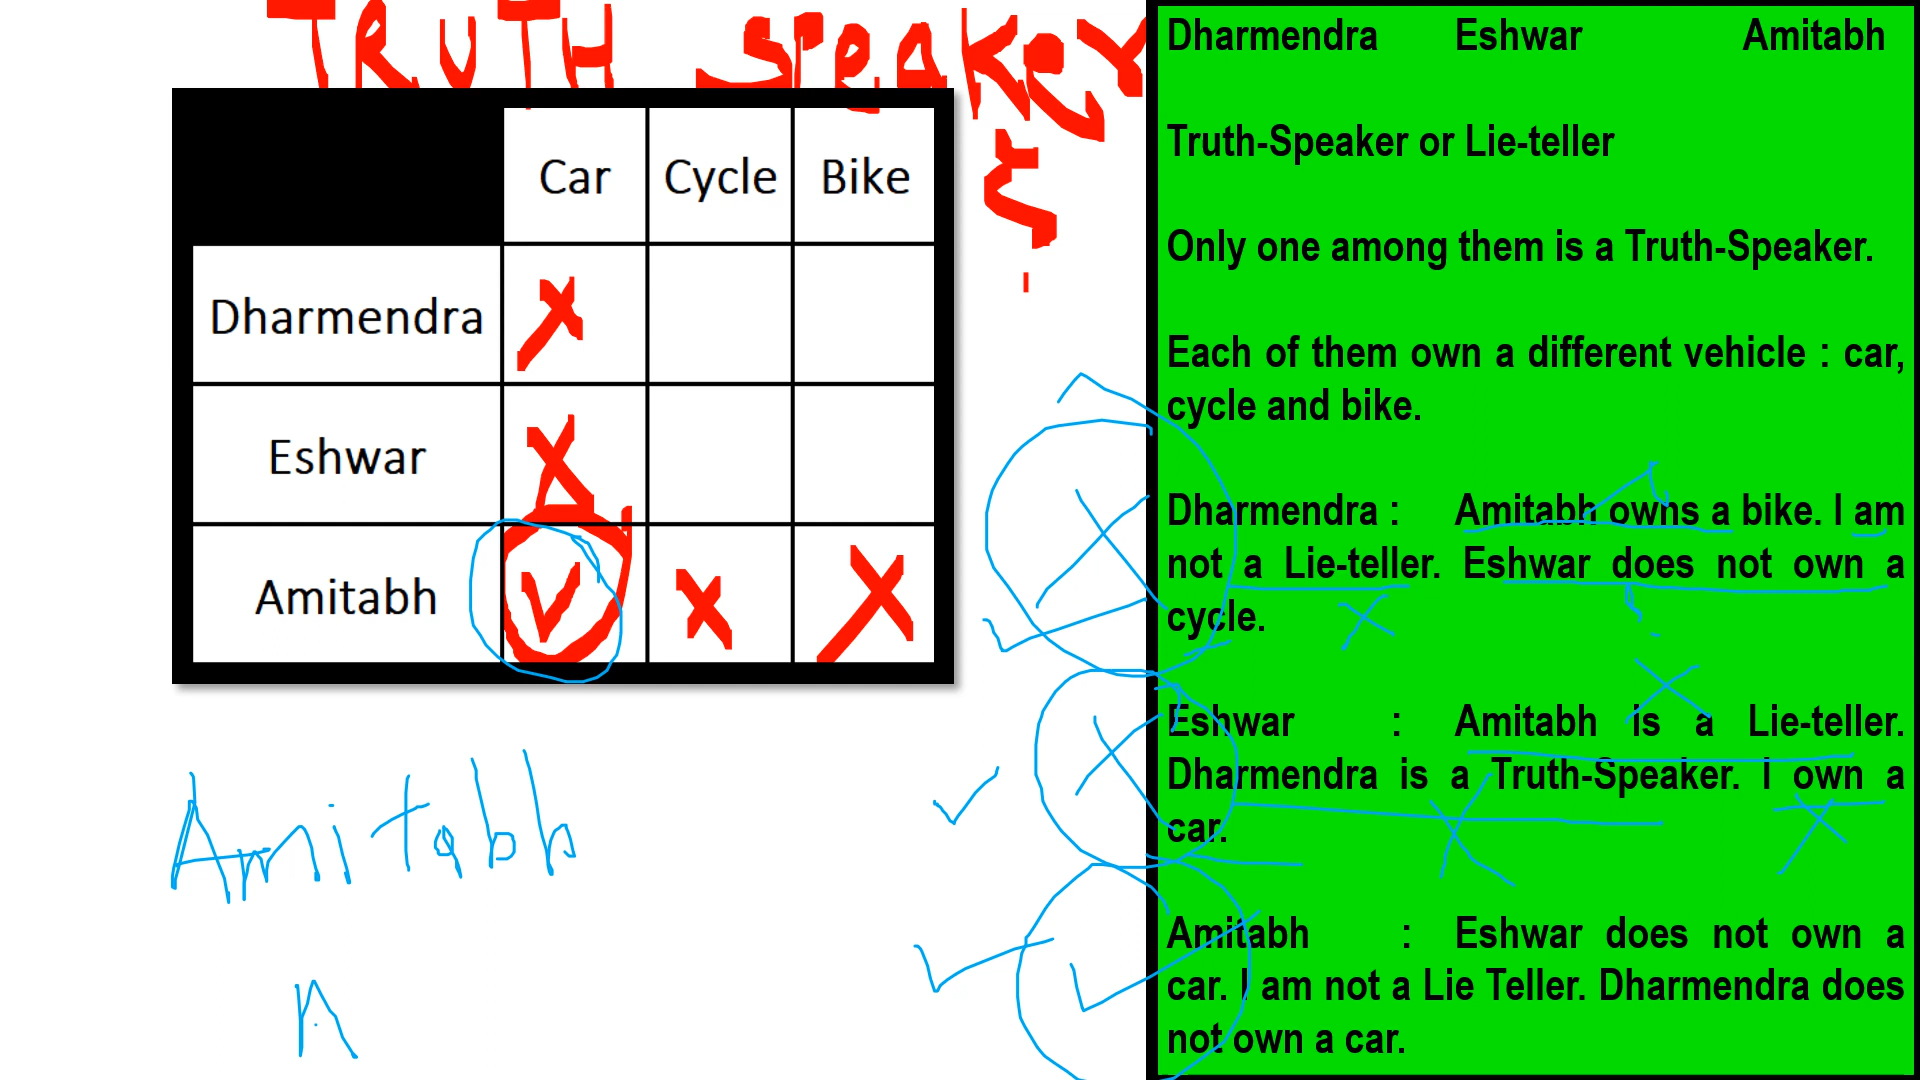 TRUTH SPEAKER
Car Cycle Bike
Dharmendra
Eshwar
Amitabh
Amitabh
Dharmendra Eshwar Amitabh
Truth-Speaker or Lie-teller
Only one among them is a Truth-Speaker.
Each of them own a different vehicle : car,
cycle and bike.
Dharmendra : Amitabh owns a bike. I am
not a Lie-teller. Eshwar does not own a
cycle.
Eshwar : Amitabh is a Lie-teller.
Dharmendra is a Truth-Speaker. I own a
car.
Amitabh : Eshwar does not own a
car. I am not a Lie Teller. Dharmendra does
not own a car.